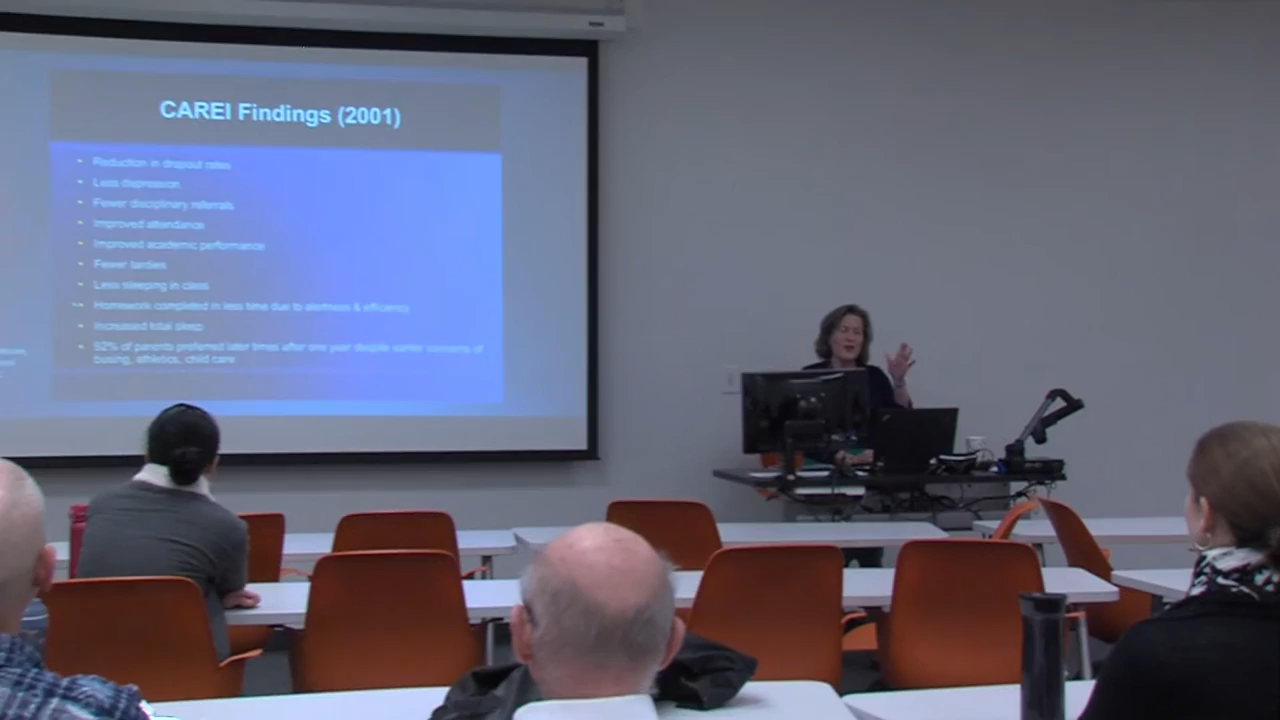 CAREI Findings (2001)
Reduction in dropout rates
Less depression
Fewer disciplinary referrals
Improved attendance
Improved academic performance
Fewer tardies
Less sleeping in class
Homework completed in less time due to alertness & efficiency
Increased total sleep
92% of parents preferred later times after one year despite earlier concerns of
busing, athletics, child care